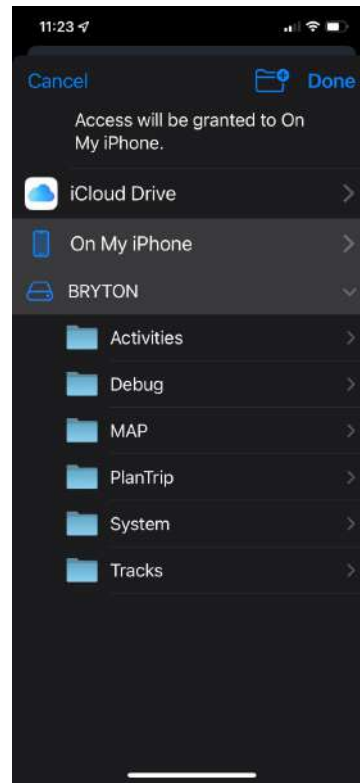 11:23
Cancel
Done
Access will be granted to On
My iPhone.
iCloud Drive
On My iPhone
BRYTON
Activities
Debug
MAP
PlanTrip
System
Tracks